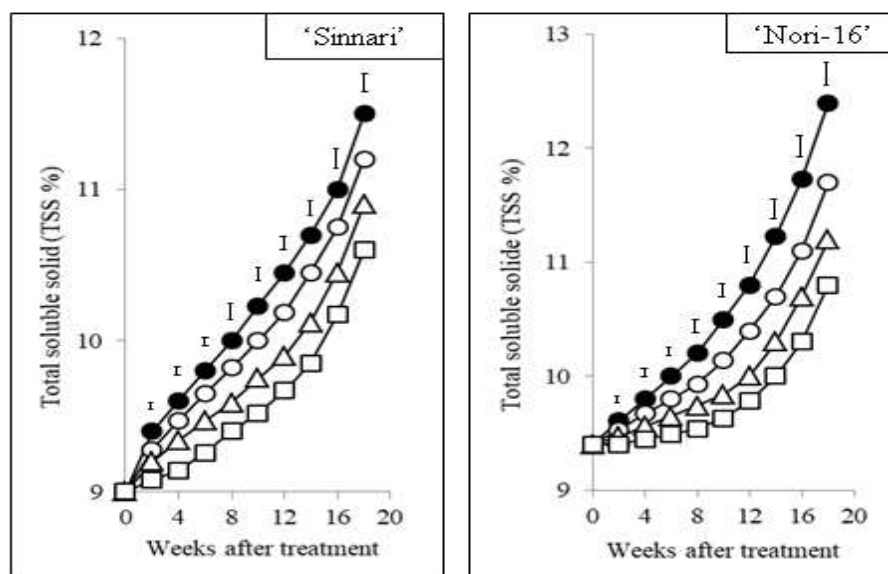 ‘Sinnari’
12
11
10
9
0 4 8 12 16 20
Total soluble solid (TSS %)
Weeks after treatment
‘Nori-16’
13
12
11
10
9
0 4 8 12 16 20
Total soluble solide (TSS %)
Weeks after treatment